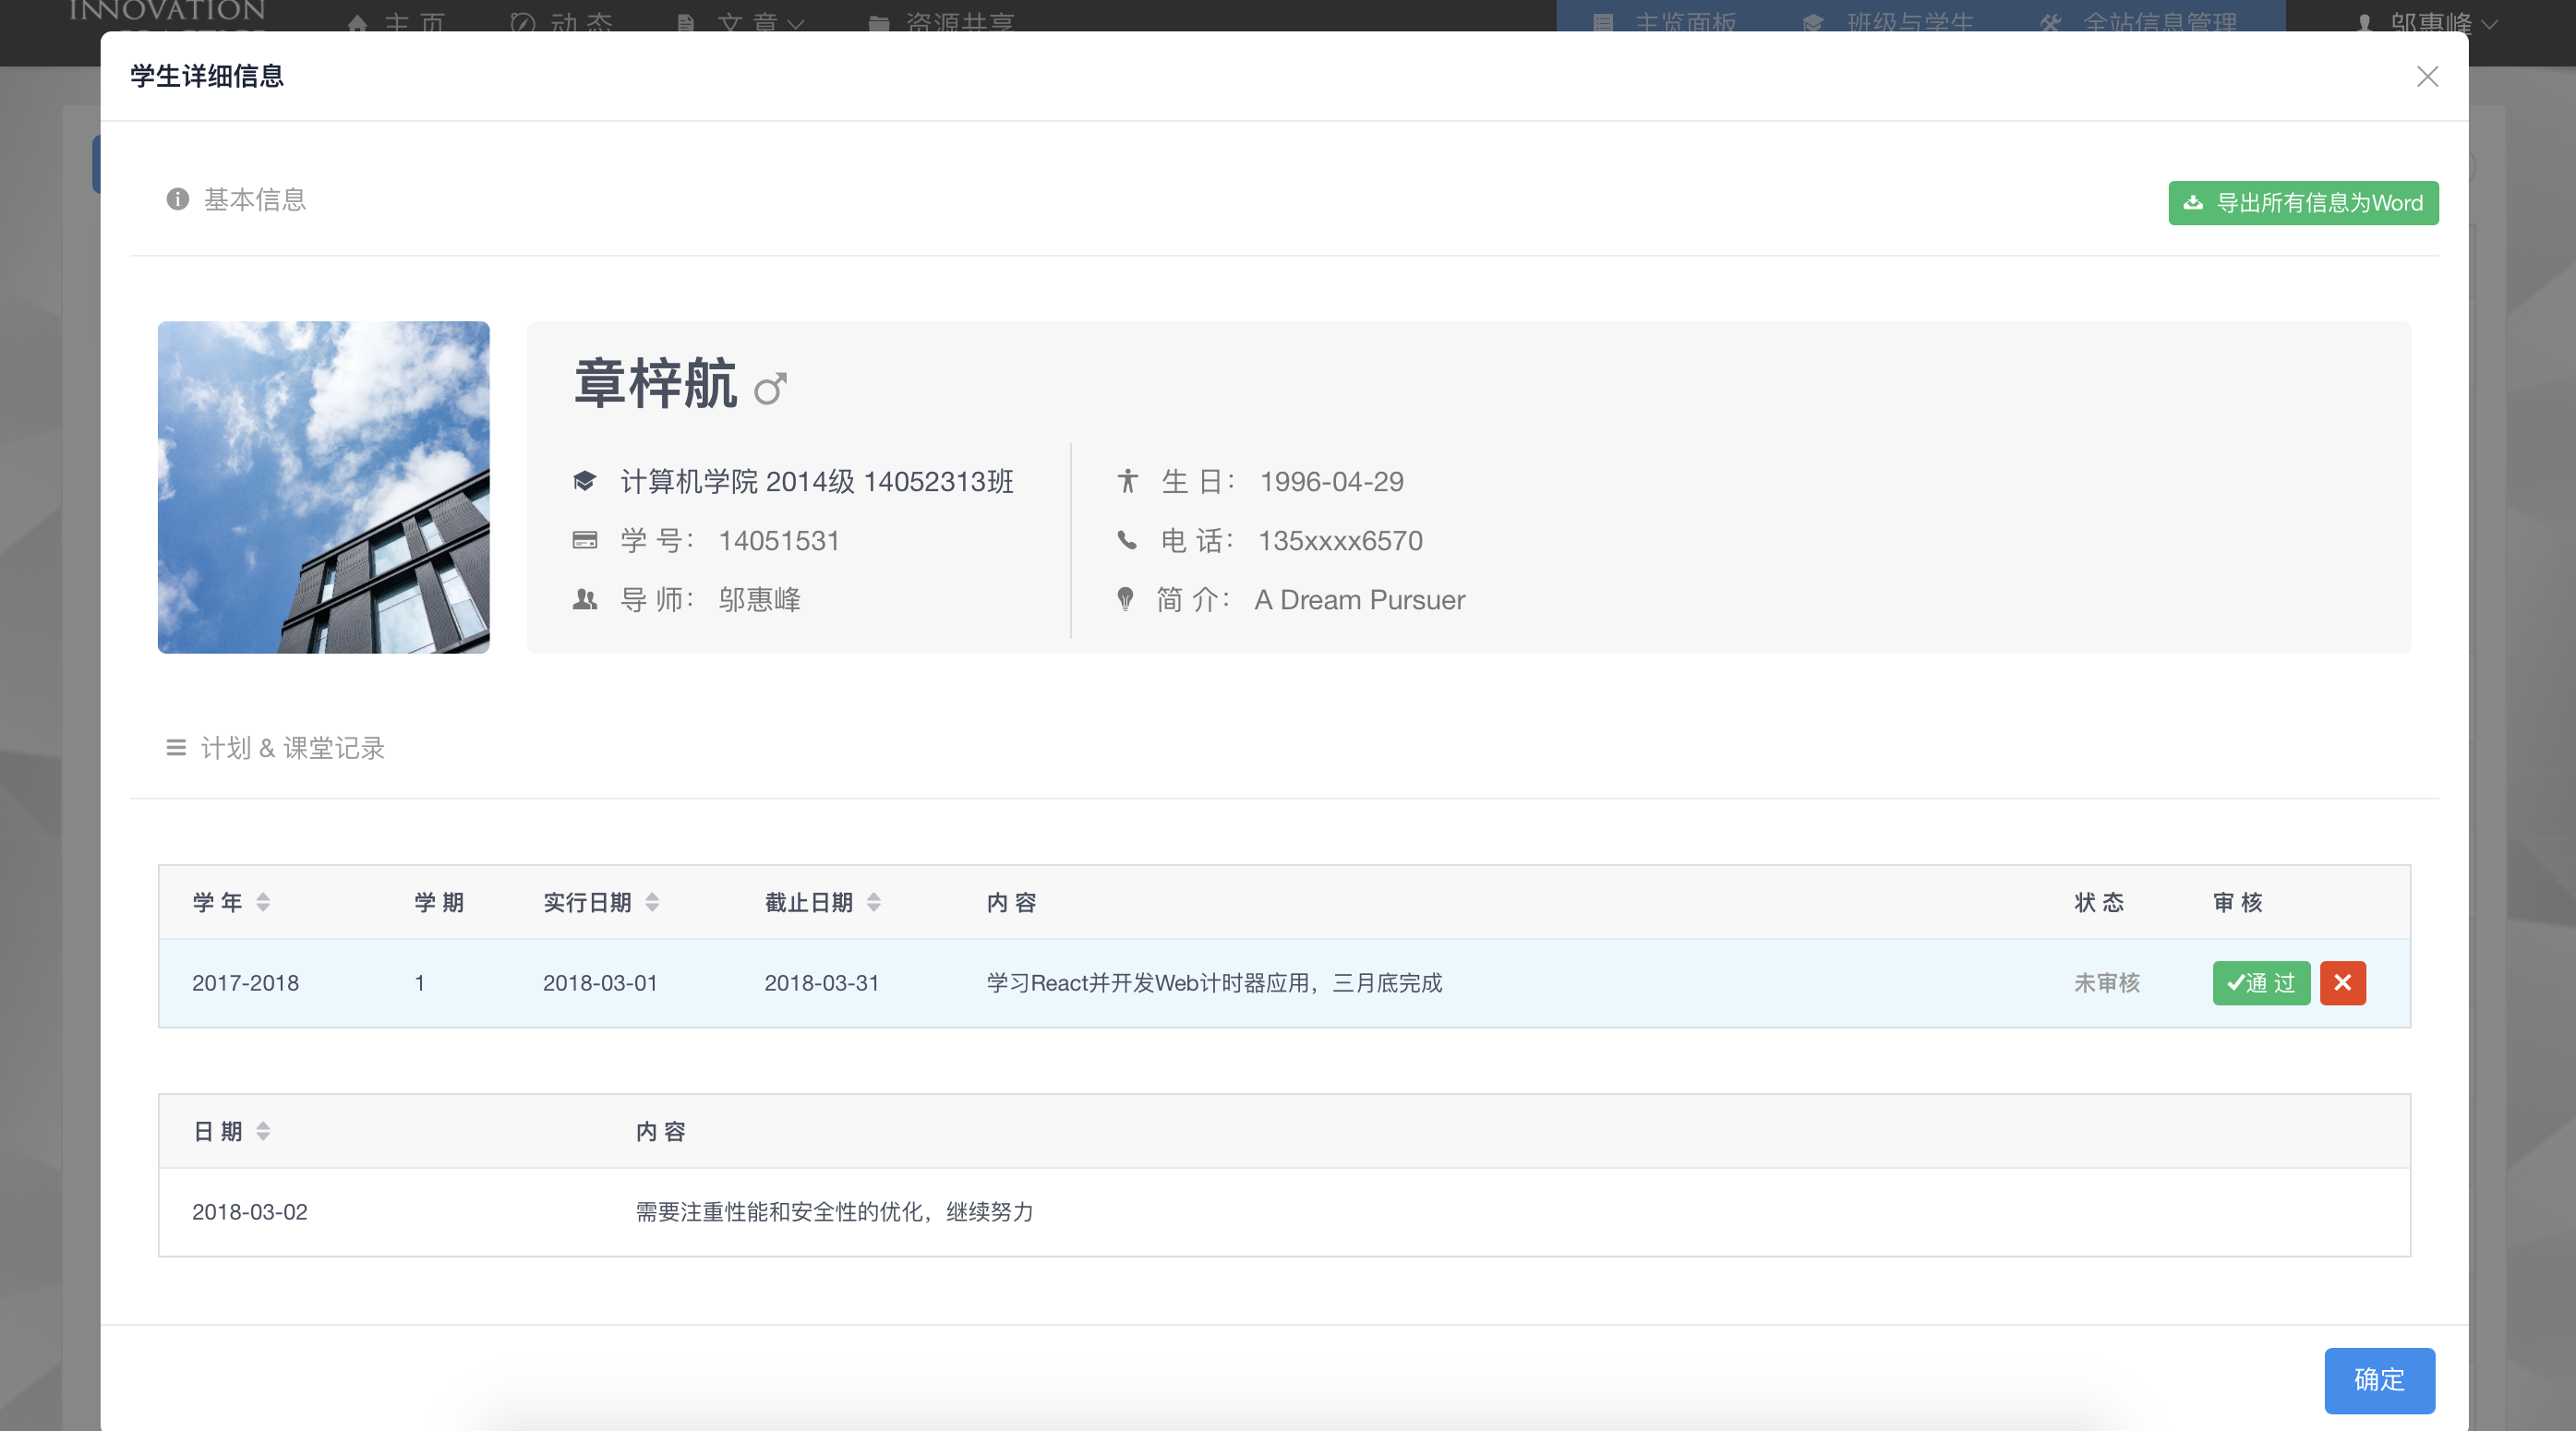 INNOVATION
主 页
动 态
文 章
资源共享
主览面板
班级与学生
全站信息管理
邬惠峰
学生详细信息
基本信息
导出所有信息为Word
章梓航
计算机学院 2014级 14052313班
生 日： 1996-04-29
学 号： 14051531
电 话： 135xxxx6570
导 师： 邬惠峰
简 介： A Dream Pursuer
计划 & 课堂记录
学 年 学 期 实行日期 截止日期 内 容 状 态 审 核
2017-2018 1 2018-03-01 2018-03-31 学习React并开发Web计时器应用，三月底完成 未审核 通 过
日 期 内 容
2018-03-02 需要注重性能和安全性的优化，继续努力
确定